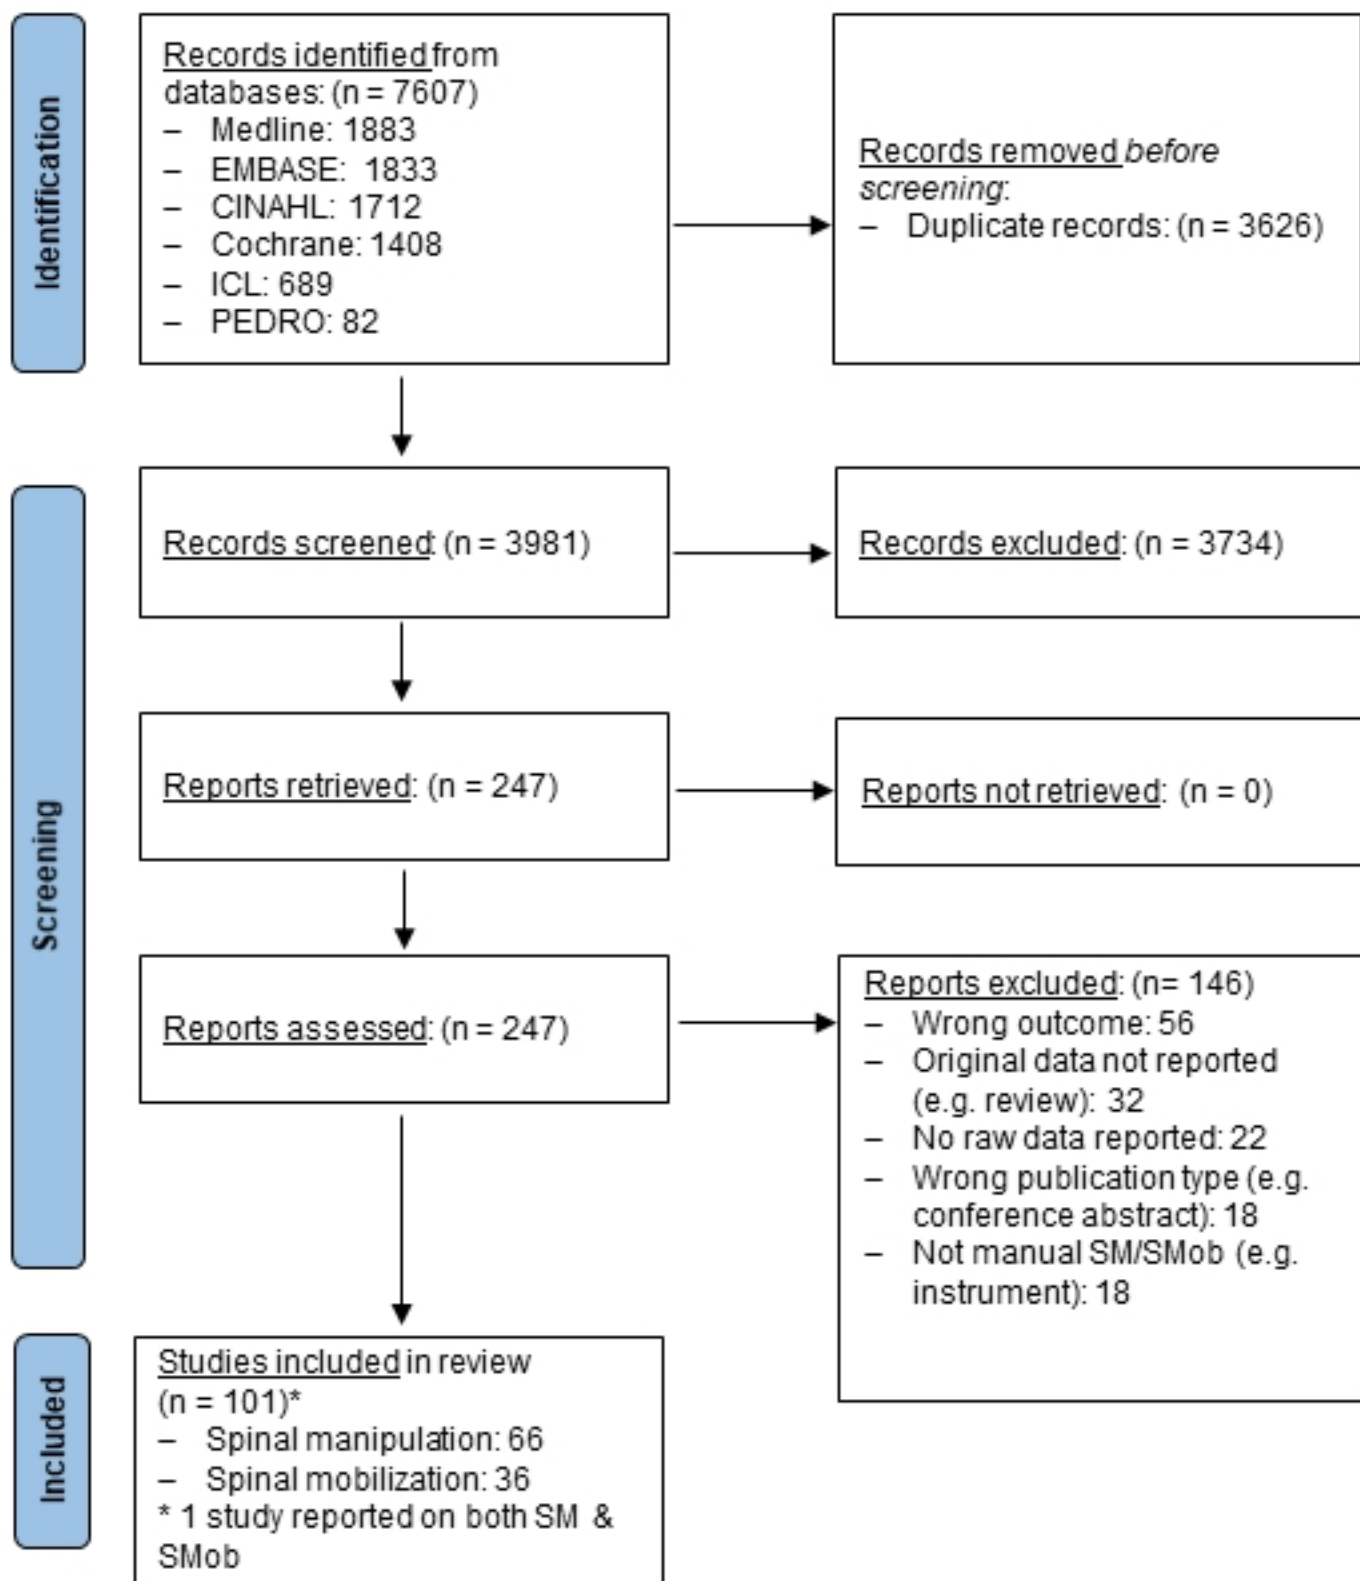 Identification
Records identified from
databases: (n = 7607)
– Medline: 1883
– EMBASE: 1833
– CINAHL: 1712
– Cochrane: 1408
– ICL: 689
– PEDRO: 82
Records removed before
screening:
– Duplicate records: (n = 3626)
Screening
Records screened: (n = 3981)
Records excluded: (n = 3734)
Reports retrieved: (n = 247)
Reports not retrieved: (n = 0)
Reports assessed: (n = 247)
Reports excluded: (n= 146)
– Wrong outcome: 56
– Original data not reported
(e.g. review): 32
– No raw data reported: 22
– Wrong publication type (e.g.
conference abstract): 18
– Not manual SM/SMob (e.g.
instrument): 18
Included
Studies included in review
(n = 101)*
– Spinal manipulation: 66
– Spinal mobilization: 36
* 1 study reported on both SM &
SMob